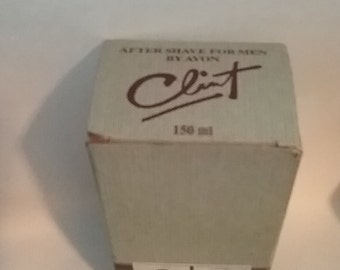 AFTER SHAVE FOR MEN
BY AVON
Clint
150 ml